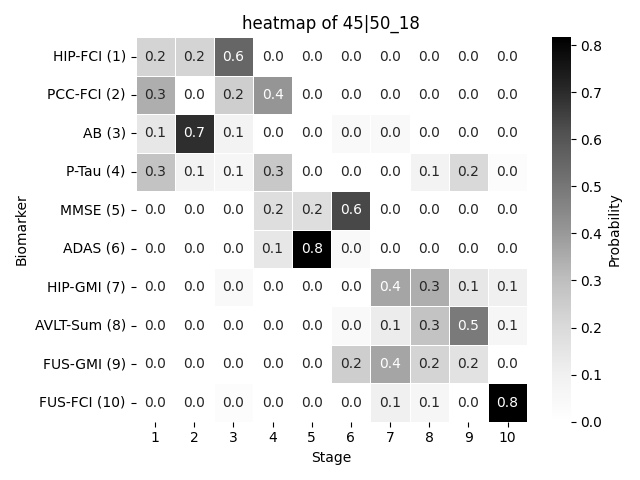 heatmap of 45|50_18
HIP-FCI (1) 0.2 0.2 0.6 0.0 0.0 0.0 0.0 0.0 0.0 0.0
PCC-FCI (2) 0.3 0.0 0.2 0.4 0.0 0.0 0.0 0.0 0.0 0.0
AB (3) 0.1 0.7 0.1 0.0 0.0 0.0 0.0 0.0 0.0 0.0
P-Tau (4) 0.3 0.1 0.1 0.3 0.0 0.0 0.0 0.1 0.2 0.0
MMSE (5) 0.0 0.0 0.0 0.2 0.2 0.6 0.0 0.0 0.0 0.0
ADAS (6) 0.0 0.0 0.0 0.1 0.8 0.0 0.0 0.0 0.0 0.0
HIP-GMI (7) 0.0 0.0 0.0 0.0 0.0 0.0 0.4 0.3 0.1 0.1
AVLT-Sum (8) 0.0 0.0 0.0 0.0 0.0 0.0 0.1 0.3 0.5 0.1
FUS-GMI (9) 0.0 0.0 0.0 0.0 0.0 0.2 0.4 0.2 0.2 0.0
FUS-FCI (10) 0.0 0.0 0.0 0.0 0.0 0.0 0.1 0.1 0.0 0.8
1 2 3 4 5 6 7 8 9 10
Stage
Biomarker
0.8
0.7
0.6
0.5
0.4
0.3
0.2
0.1
0.0
Probability